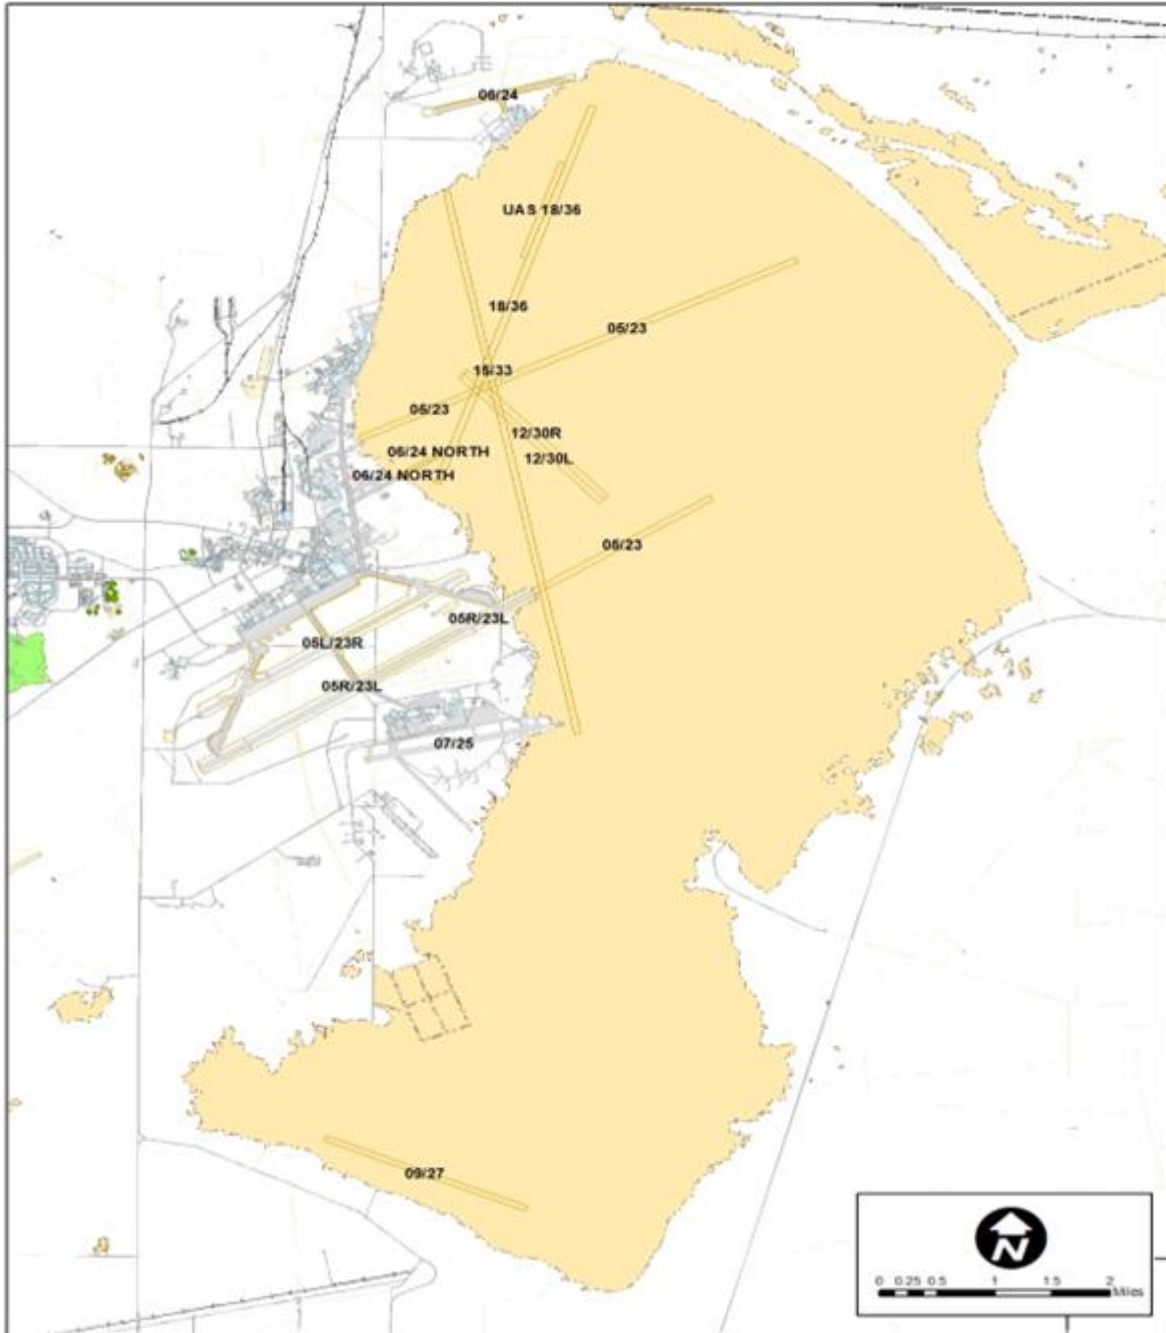 06/24
UAS 18/36
18/36
05/23
15/33
05/23
12/30R
06/24 NORTH
12/30L
06/24 NORTH
05/23
05R/23L
05L/23R
05R/23L
07/25
09/27
N
0 0.25 0.5 1 1.5 2
Miles